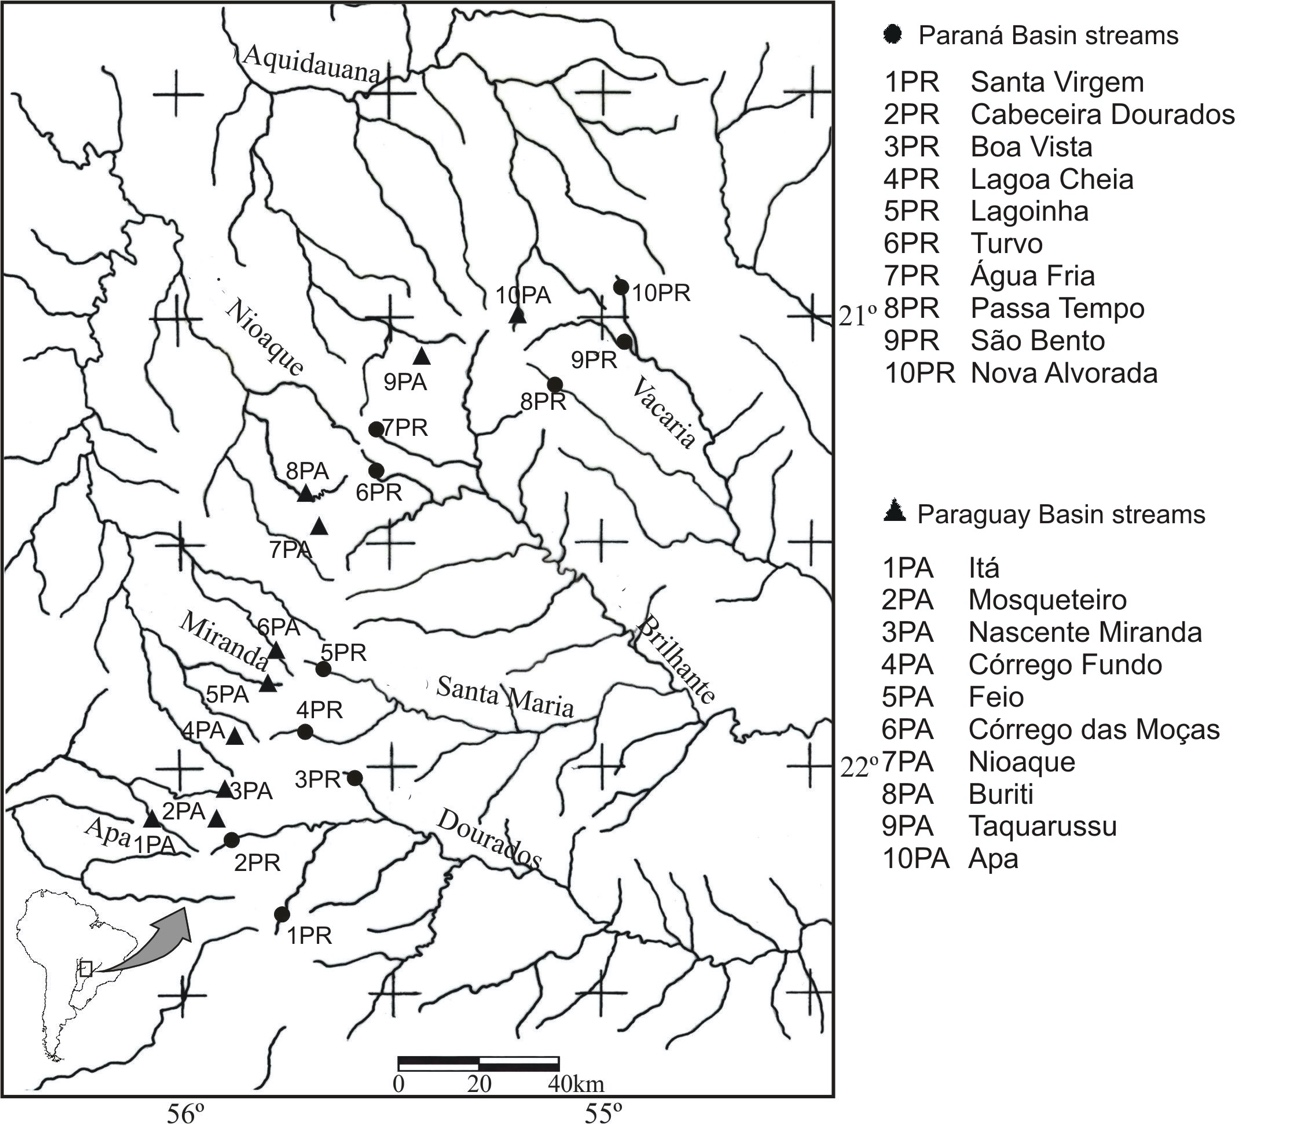 Aquidauana
Nioaque
10PA
10PR
21º
9PR
9PA
8PR
Vacaria
7PR
8PA
6PR
7PA
6PA
Miranda
5PR
Brilhante
5PA
Santa Maria
4PR
4PA
22º
3PR
3PA
2PA
Apa
1PA
Dourados
2PR
1PR
0 20 40km
56º 55º
Paraná Basin streams
1PR Santa Virgem
2PR Cabeceira Dourados
3PR Boa Vista
4PR Lagoa Cheia
5PR Lagoinha
6PR Turvo
7PR Água Fria
8PR Passa Tempo
9PR São Bento
10PR Nova Alvorada
Paraguay Basin streams
1PA Itá
2PA Mosqueteiro
3PA Nascente Miranda
4PA Córrego Fundo
5PA Feio
6PA Córrego das Moças
7PA Nioaque
8PA Buriti
9PA Taquarussu
10PA Apa